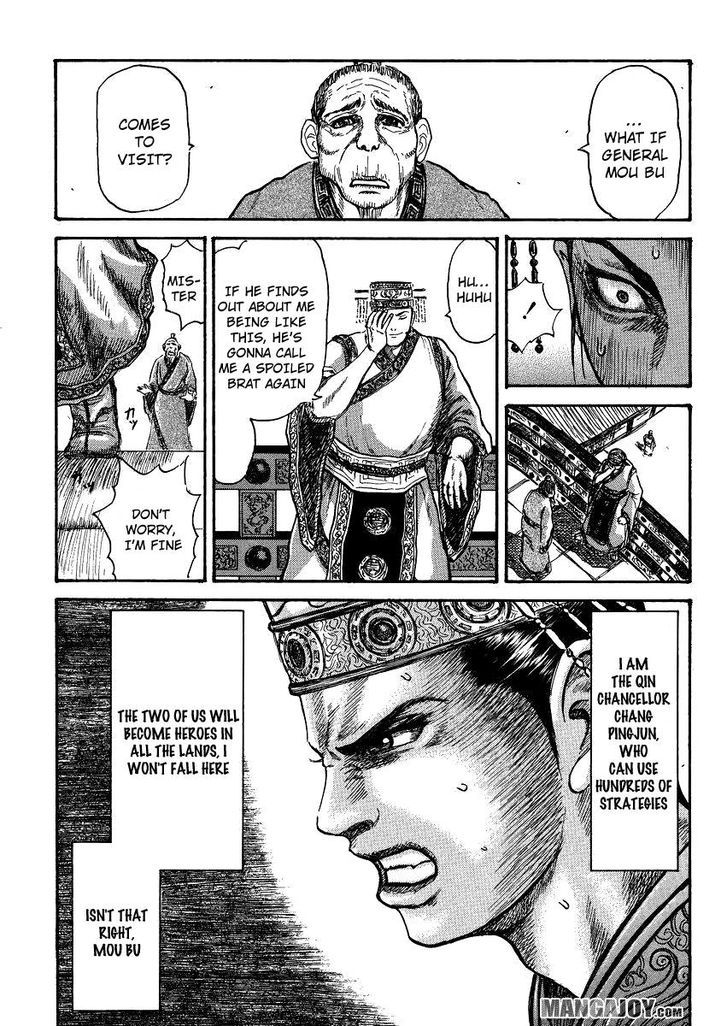 ...
WHAT IF
GENERAL
MOU BU
COMES
TO
VISIT?
!
HU...
HUHU
IF HE FINDS
OUT ABOUT ME
BEING LIKE
THIS, HE'S
GONNA CALL
ME A SPOILED
BRAT AGAIN
MIS-
TER
カッ
DON'T
WORRY,
I'M FINE
I AM
THE QIN
CHANCELLOR
CHANG
PINGJUN,
WHO
CAN USE
HUNDREDS OF
STRATEGIES
THE TWO OF US WILL
BECOME HEROES IN
ALL THE LANDS, I
WON'T FALL HERE
ISN'T THAT
RIGHT,
MOU BU
MANGAJOY.COM